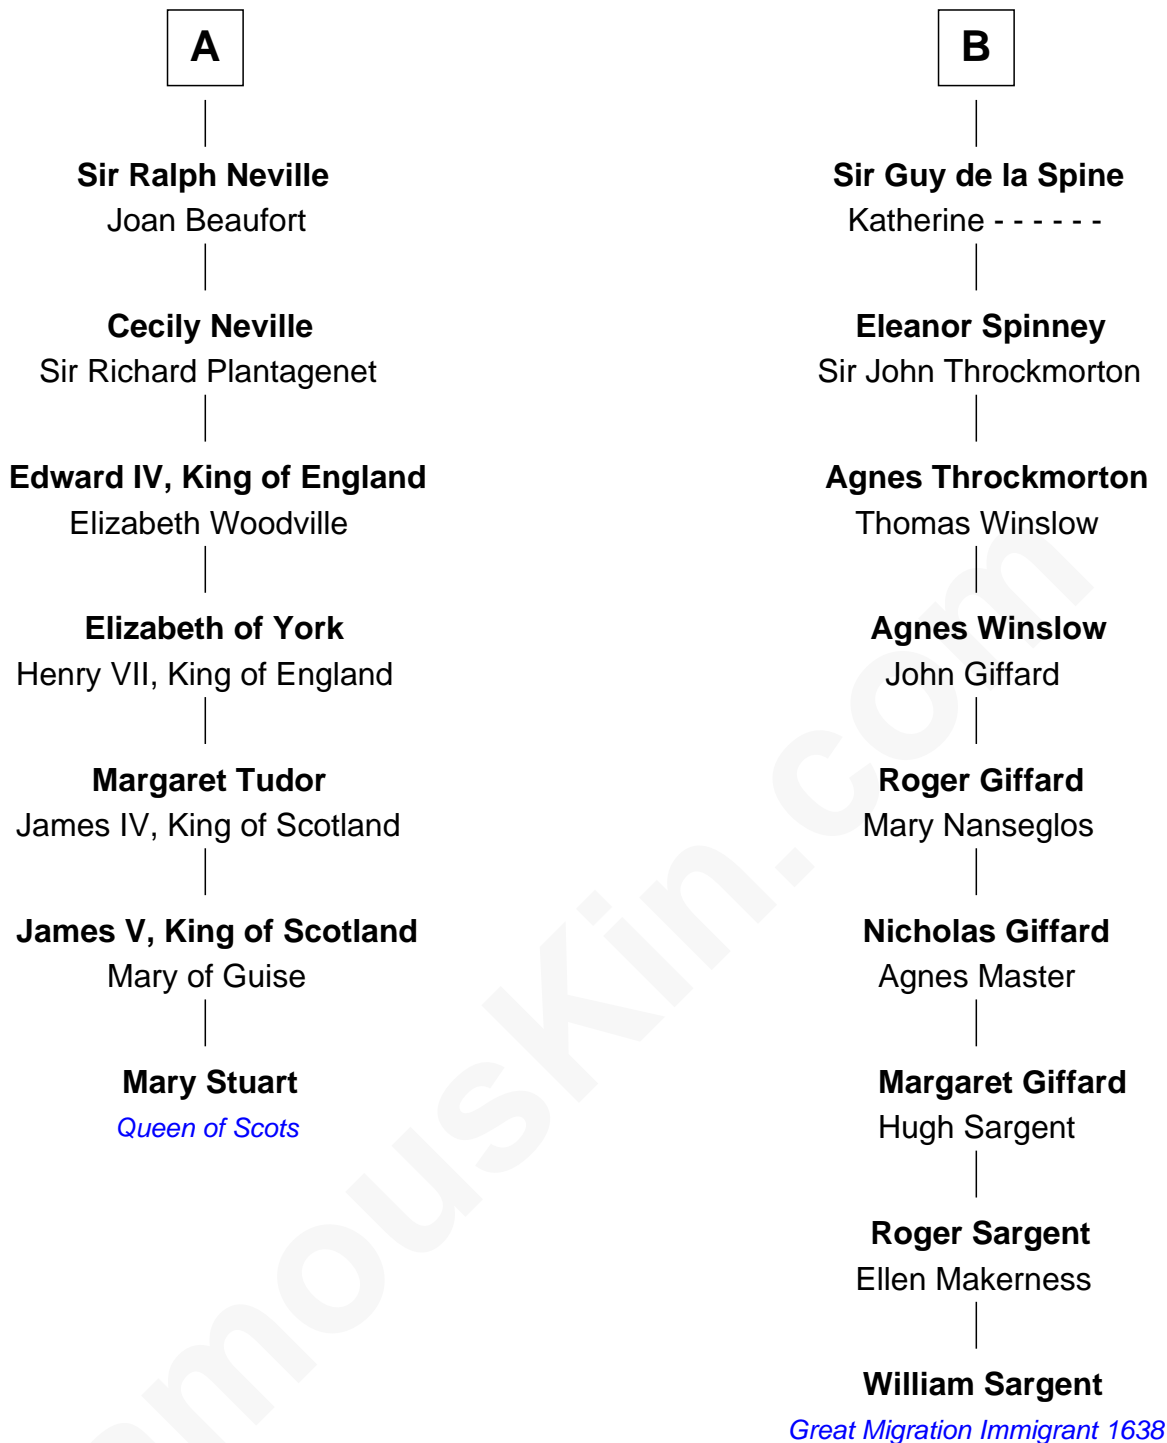 A
Sir Ralph Neville
Joan Beaufort
Cecily Neville
Sir Richard Plantagenet
Edward IV, King of England
Elizabeth Woodville
Elizabeth of York
Henry VII, King of England
Margaret Tudor
James IV, King of Scotland
James V, King of Scotland
Mary of Guise
Mary Stuart
Queen of Scots
B
Sir Guy de la Spine
Katherine - - - - - -
Eleanor Spinney
Sir John Throckmorton
Agnes Throckmorton
Thomas Winslow
Agnes Winslow
John Giffard
Roger Giffard
Mary Nanseglos
Nicholas Giffard
Agnes Master
Margaret Giffard
Hugh Sargent
Roger Sargent
Ellen Makerness
William Sargent
Great Migration Immigrant 1638
amousKin.com